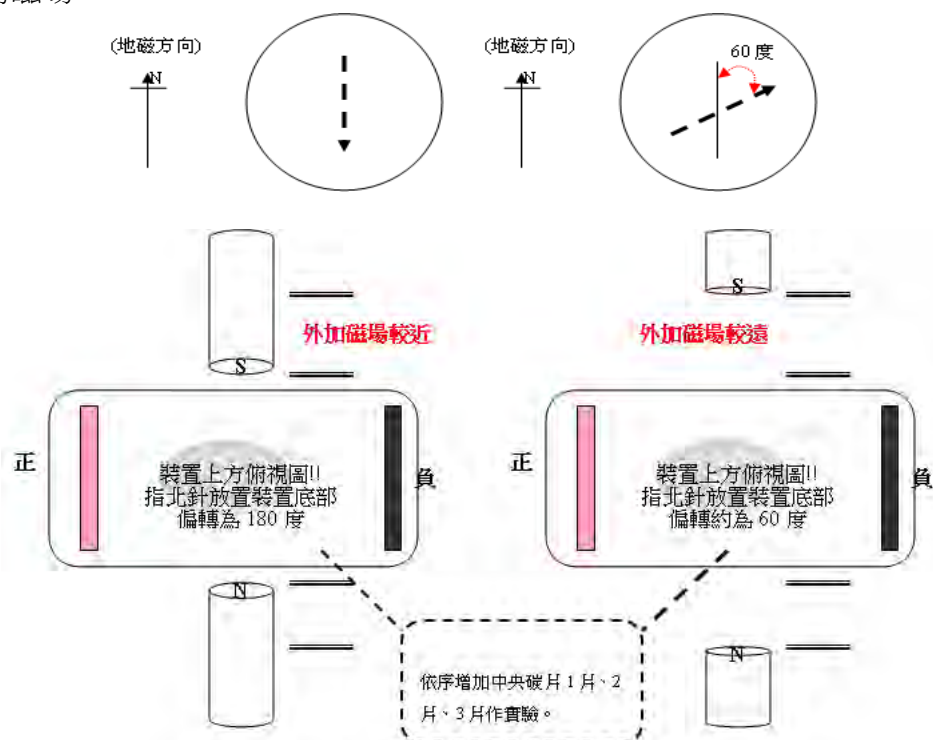 (地磁方向)
N
(地磁方向)
N
60 度
S
外加磁場較近
正
負
裝置上方俯視圖!!
指北針放置裝置底部
偏轉為 180 度
N
S
外加磁場較遠
正
負
裝置上方俯視圖!!
指北針放置裝置底部
偏轉約為 60 度
N
依序增加中央碳片 1 片、2
片、3 片作實驗。